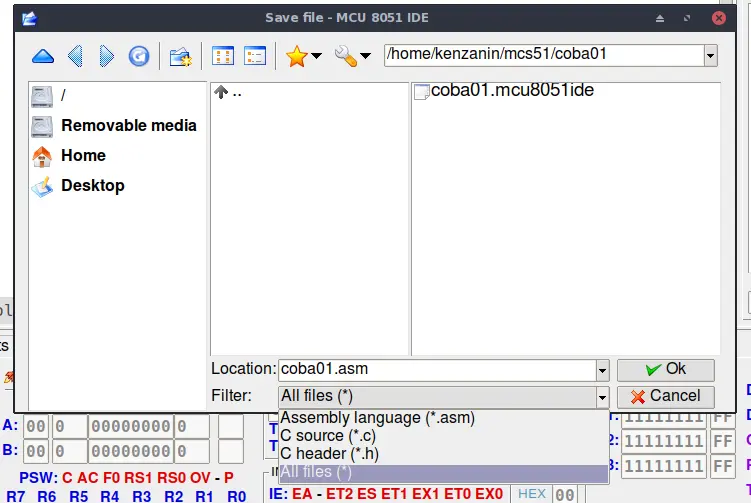 Save file - MCU 8051 IDE
/home/kenzanin/mcs51/coba01
/
Removable media
Home
Desktop
..
coba01.mcu8051ide
Location: coba01.asm Ok
Filter: All files (*) Cancel
Assembly language (*.asm)
C source (*.c)
C header (*.h)
All files (*)
A: 00 0 00000000 0
B: 00 0 00000000 0
11111111 FF
11111111 FF
11111111 FF
PSW: C AC F0 RS1 RS0 OV - P
R7 R6 R5 R4 R3 R2 R1 R0
IE: EA - ET2 ES ET1 EX1 ET0 EX0 HEX 00